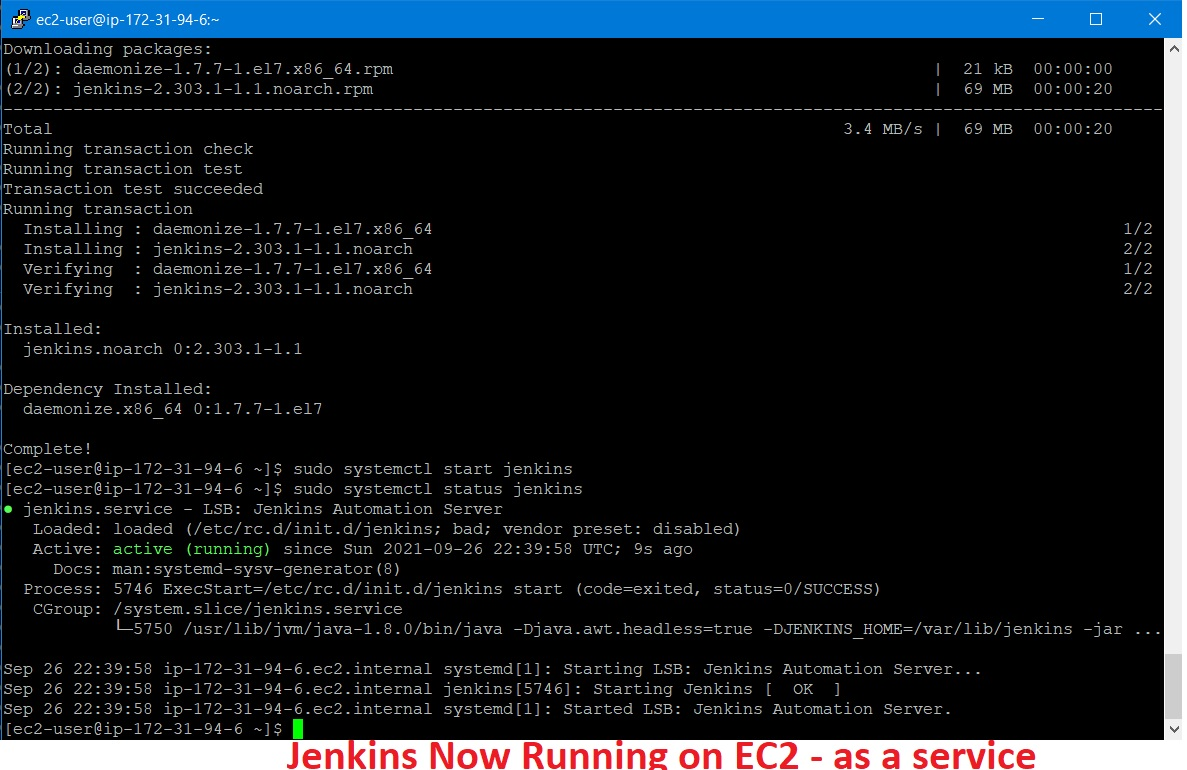 ec2-user@ip-172-31-94-6:~
Downloading packages:
(1/2): daemonize-1.7.7-1.el7.x86_64.rpm | 21 kB 00:00:00
(2/2): jenkins-2.303.1-1.1.noarch.rpm | 69 MB 00:00:20
--------------------------------------------------------------------------------------------------------------------
Total 3.4 MB/s | 69 MB 00:00:20
Running transaction check
Running transaction test
Transaction test succeeded
Running transaction
Installing : daemonize-1.7.7-1.el7.x86_64 1/2
Installing : jenkins-2.303.1-1.1.noarch 2/2
Verifying : daemonize-1.7.7-1.el7.x86_64 1/2
Verifying : jenkins-2.303.1-1.1.noarch 2/2
Installed:
jenkins.noarch 0:2.303.1-1.1
Dependency Installed:
daemonize.x86_64 0:1.7.7-1.el7
Complete!
[ec2-user@ip-172-31-94-6 ~]$ sudo systemctl start jenkins
[ec2-user@ip-172-31-94-6 ~]$ sudo systemctl status jenkins
● jenkins.service - LSB: Jenkins Automation Server
Loaded: loaded (/etc/rc.d/init.d/jenkins; bad; vendor preset: disabled)
Active: active (running) since Sun 2021-09-26 22:39:58 UTC; 9s ago
Docs: man:systemd-sysv-generator(8)
Process: 5746 ExecStart=/etc/rc.d/init.d/jenkins start (code=exited, status=0/SUCCESS)
CGroup: /system.slice/jenkins.service
└─5750 /usr/lib/jvm/java-1.8.0/bin/java -Djava.awt.headless=true -DJENKINS_HOME=/var/lib/jenkins -jar ...
Sep 26 22:39:58 ip-172-31-94-6.ec2.internal systemd[1]: Starting LSB: Jenkins Automation Server...
Sep 26 22:39:58 ip-172-31-94-6.ec2.internal jenkins[5746]: Starting Jenkins [ OK ]
Sep 26 22:39:58 ip-172-31-94-6.ec2.internal systemd[1]: Started LSB: Jenkins Automation Server.
[ec2-user@ip-172-31-94-6 ~]$
Jenkins Now Running on EC2 - as a service